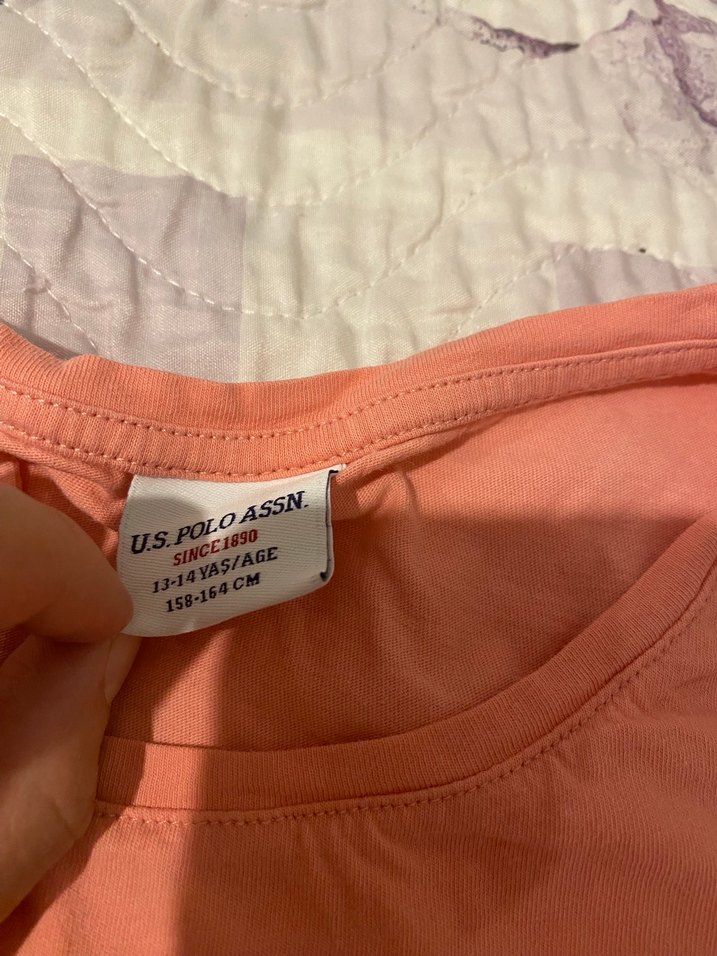 U.S. POLO ASSN.
SINCE 1890
13-14 YAŞ/AGE
158-164 CM